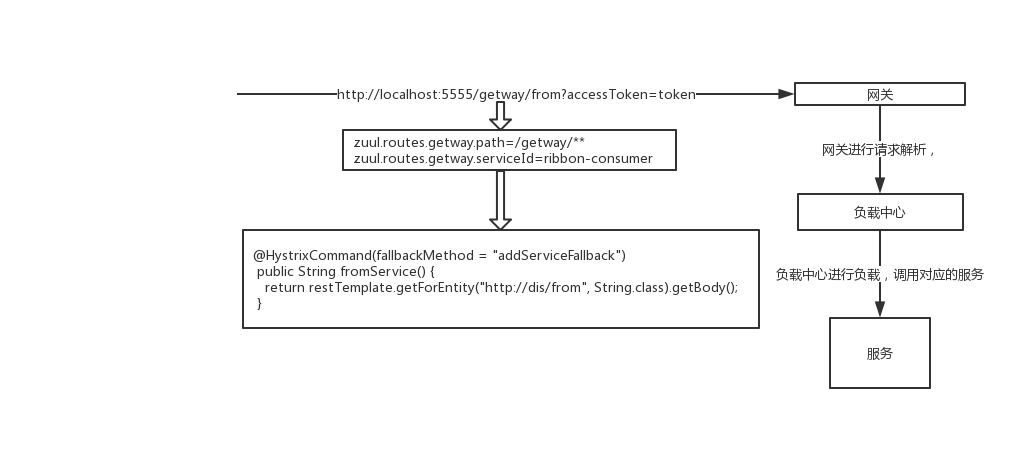 http://localhost:5555/getway/from?accessToken=token
网关
zuul.routes.getway.path=/getway/**
zuul.routes.getway.serviceId=ribbon-consumer
网关进行请求解析，
负载中心
@HystrixCommand(fallbackMethod = "addServiceFallback")
public String fromService() {
return restTemplate.getForEntity("http://dis/from", String.class).getBody();
}
负载中心进行负载，调用对应的服务
服务